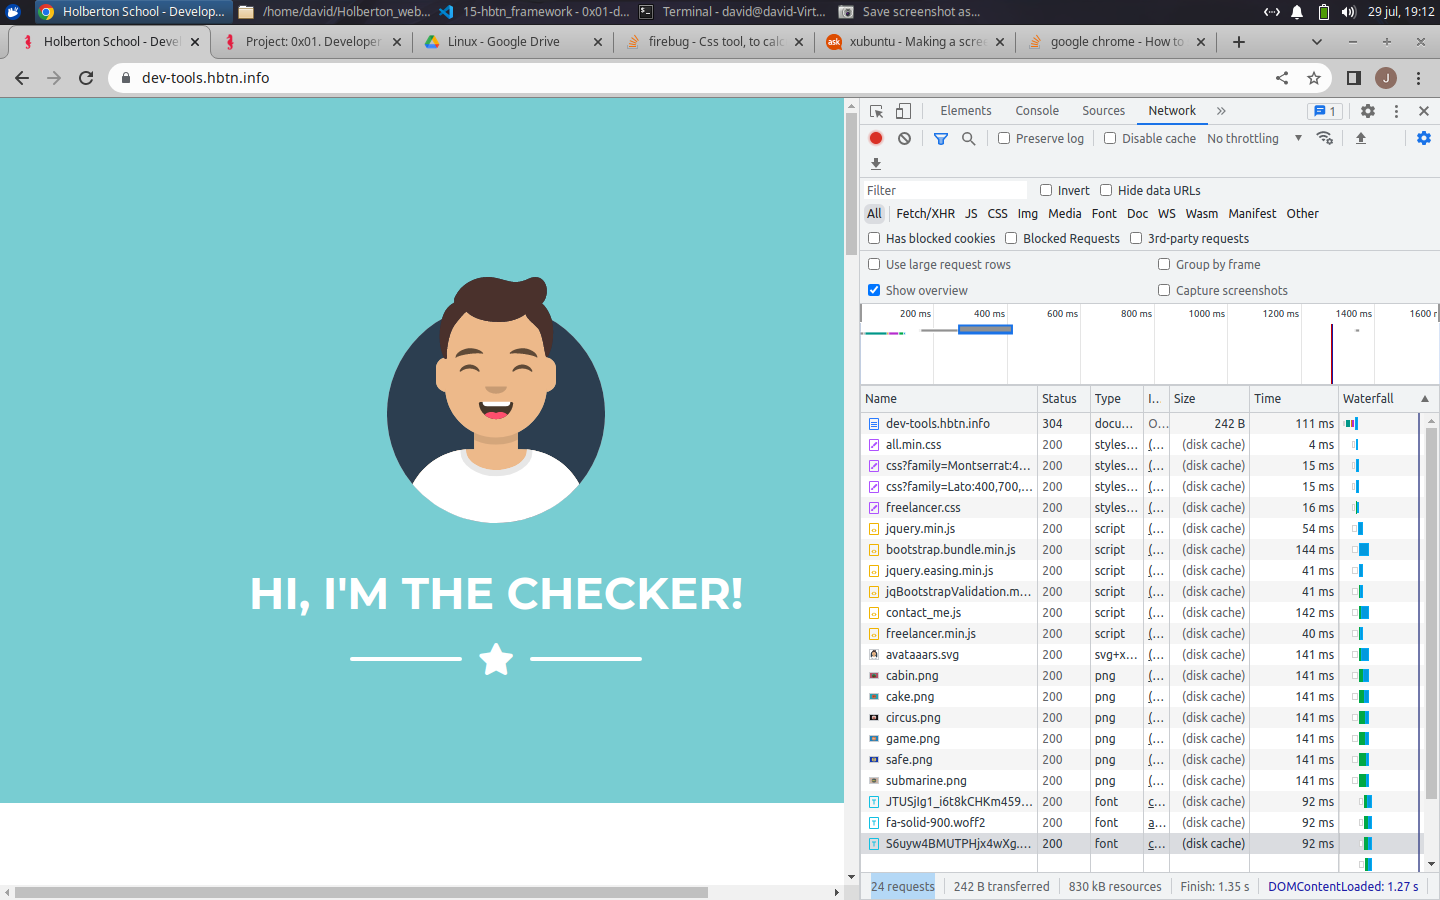 Holberton School - Develop...
/home/david/Holberton_web...
15-hbtn_framework - 0x01-d...
Terminal - david@david-Virt...
Save screenshot as...
29 jul, 19:12
Holberton School - Devel
Project: 0x01. Developer
Linux - Google Drive
firebug - Css tool, to calc
ask
xubuntu - Making a scree
google chrome - How to
dev-tools.hbtn.info
J
HI, I'M THE CHECKER!
Elements
Console
Sources
Network
1
Preserve log
Disable cache
No throttling
Filter
Invert
Hide data URLs
All
Fetch/XHR
JS
CSS
Img
Media
Font
Doc
WS
Wasm
Manifest
Other
Has blocked cookies
Blocked Requests
3rd-party requests
Use large request rows
Group by frame
Show overview
Capture screenshots
200 ms
400 ms
600 ms
800 ms
1000 ms
1200 ms
1400 ms
1600 r
Name Status Type I... Size Time Waterfall
dev-tools.hbtn.info 304 docu... O... 242 B 111 ms
all.min.css 200 styles... (... (disk cache) 4 ms
css?family=Montserrat:4... 200 styles... (... (disk cache) 15 ms
css?family=Lato:400,700,... 200 styles... (... (disk cache) 15 ms
freelancer.css 200 styles... (... (disk cache) 16 ms
jquery.min.js 200 script (... (disk cache) 54 ms
bootstrap.bundle.min.js 200 script (... (disk cache) 144 ms
jquery.easing.min.js 200 script (... (disk cache) 41 ms
jqBootstrapValidation.m... 200 script (... (disk cache) 41 ms
contact_me.js 200 script (... (disk cache) 142 ms
freelancer.min.js 200 script (... (disk cache) 40 ms
avataaars.svg 200 svg+x... (... (disk cache) 141 ms
cabin.png 200 png (... (disk cache) 141 ms
cake.png 200 png (... (disk cache) 141 ms
circus.png 200 png (... (disk cache) 141 ms
game.png 200 png (... (disk cache) 141 ms
safe.png 200 png (... (disk cache) 141 ms
submarine.png 200 png (... (disk cache) 141 ms
JTUSjIg1_i6t8kCHKm459... 200 font c... (disk cache) 92 ms
fa-solid-900.woff2 200 font a... (disk cache) 92 ms
S6uyw4BMUTPHjx4wXg.... 200 font c... (disk cache) 92 ms
24 requests
242 B transferred
830 kB resources
Finish: 1.35 s
DOMContentLoaded: 1.27 s